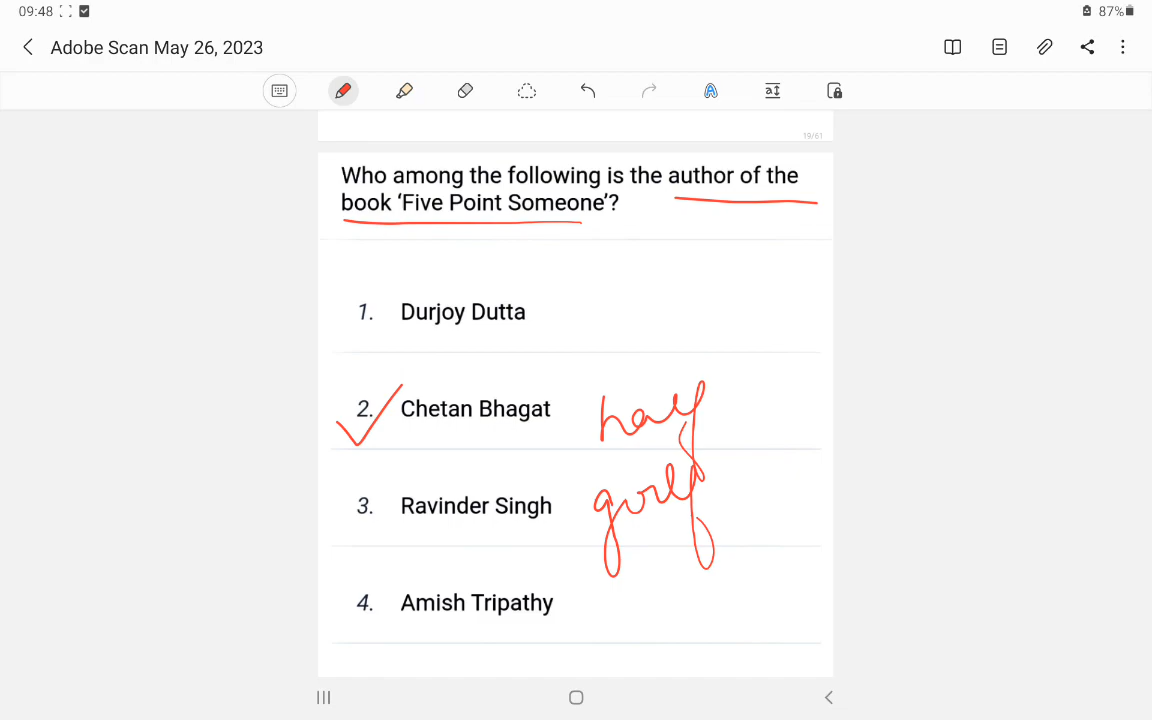 09:48
87%
Adobe Scan May 26, 2023
19/61
Who among the following is the author of the
book ‘Five Point Someone’?
1. Durjoy Dutta
2. Chetan Bhagat half
3. Ravinder Singh
4. Amish Tripathy